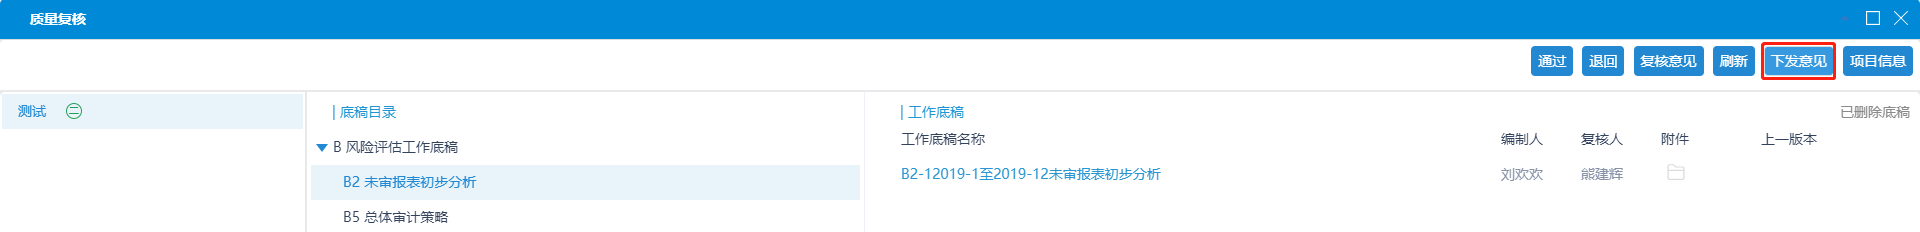 质量复核
通过 退回 复核意见 刷新 下发意见 项目信息
测试 二
底稿目录
B 风险评估工作底稿
B2 未审报表初步分析
B5 总体审计策略
工作底稿 已删除底稿
工作底稿名称 编制人 复核人 附件 上一版本
B2-12019-1至2019-12未审报表初步分析 刘欢欢 熊建辉